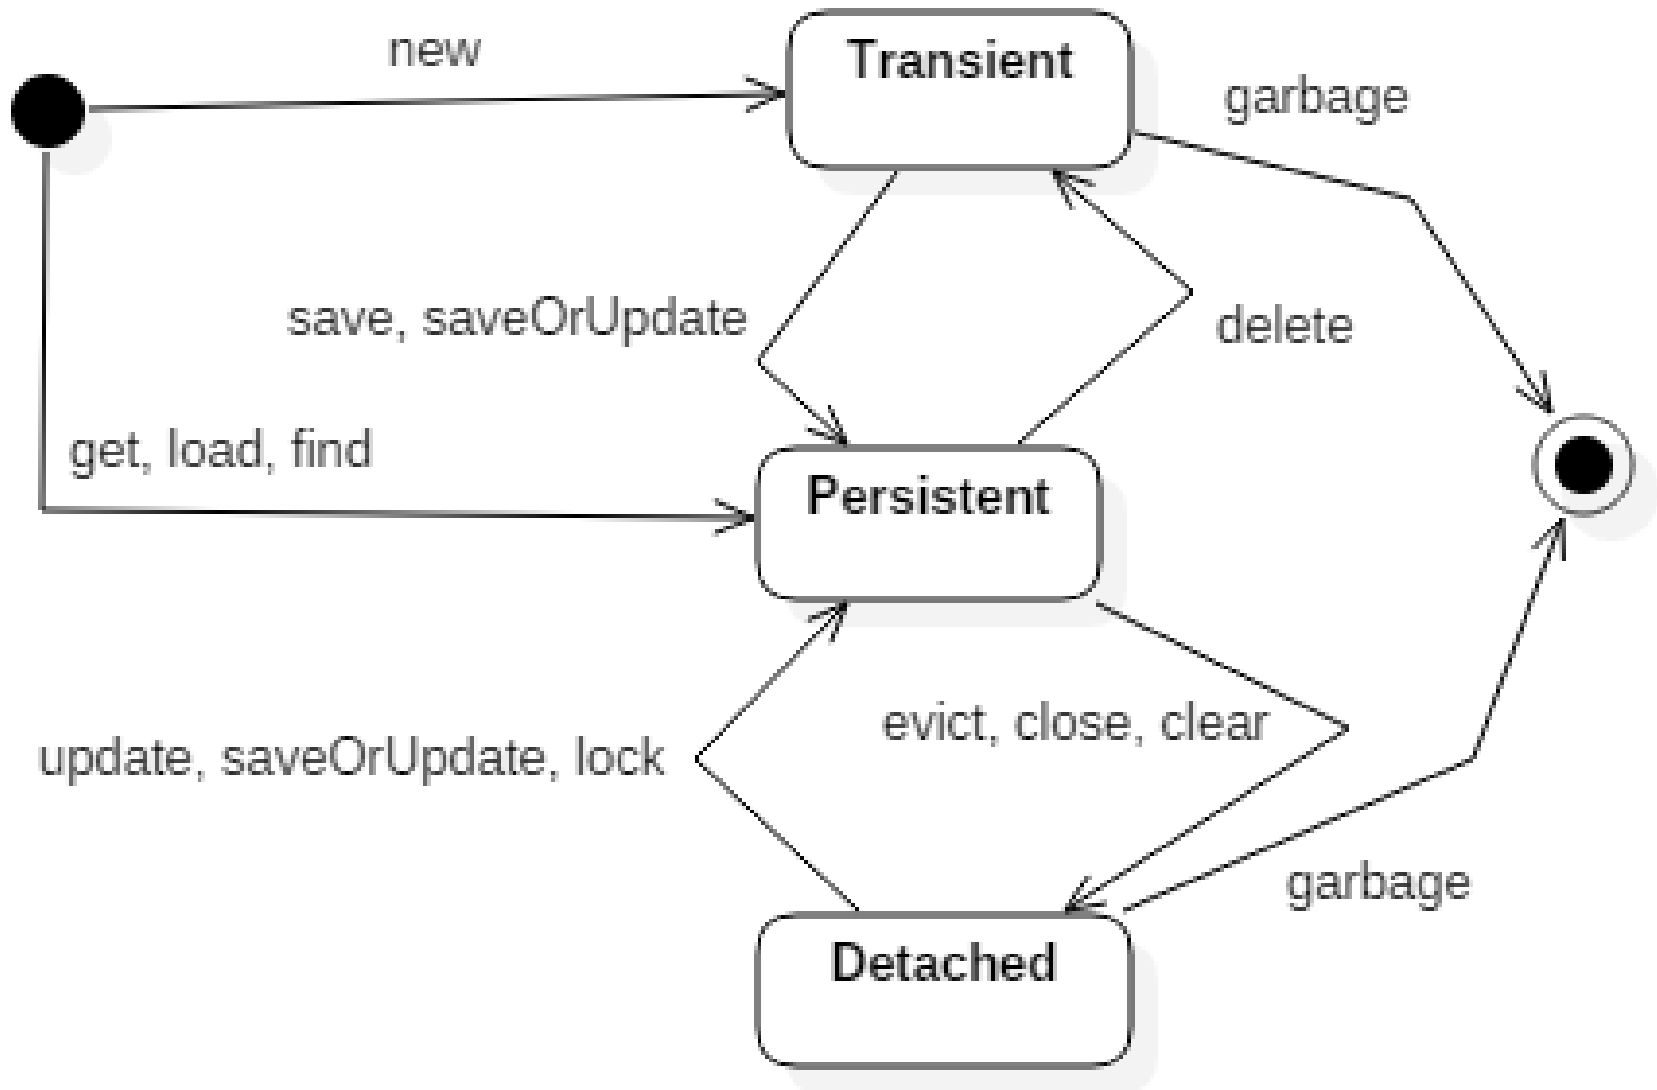 new
Transient
garbage
save, saveOrUpdate
delete
get, load, find
Persistent
evict, close, clear
update, saveOrUpdate, lock
garbage
Detached